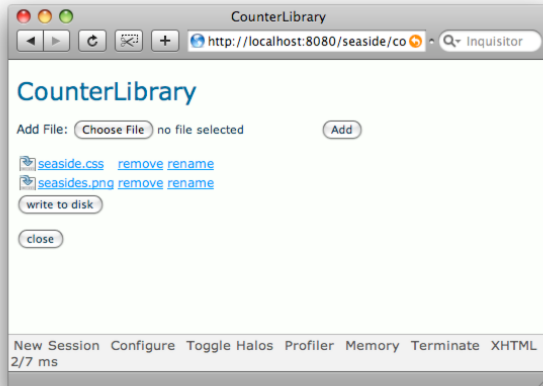 CounterLibrary
http://localhost:8080/seaside/co Inquisitor
CounterLibrary
Add File: Choose File no file selected Add
seaside.css remove rename
seasides.png remove rename
write to disk
close
New Session Configure Toggle Halos Profiler Memory Terminate XHTML
2/7 ms